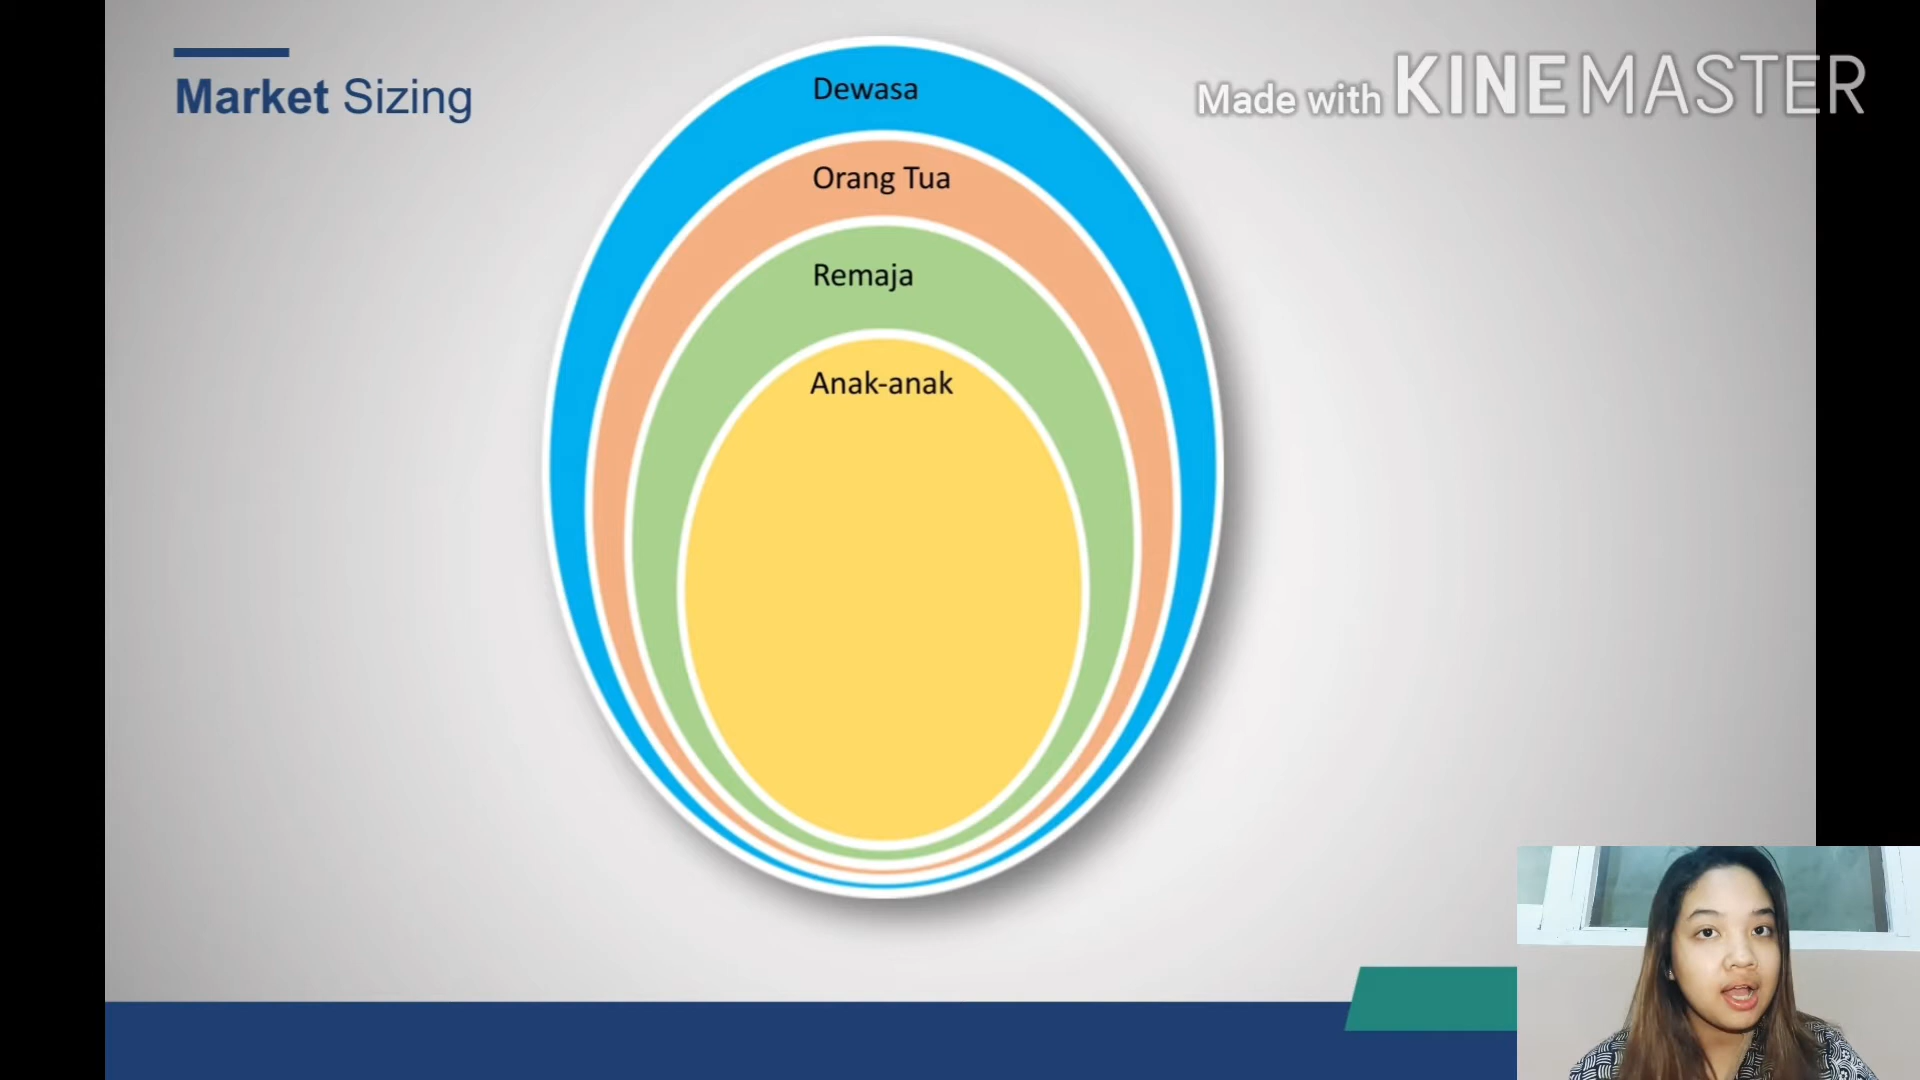 Market Sizing
Made with KINEMASTER
Dewasa
Orang Tua
Remaja
Anak-anak